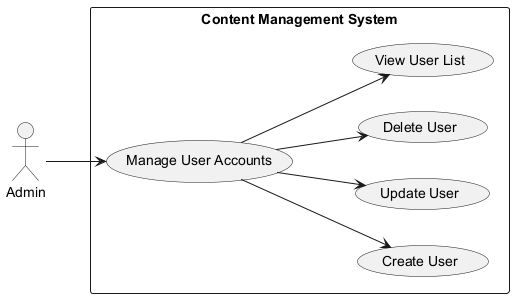 Content Management System
View User List
Delete User
Manage User Accounts
Admin
Update User
Create User